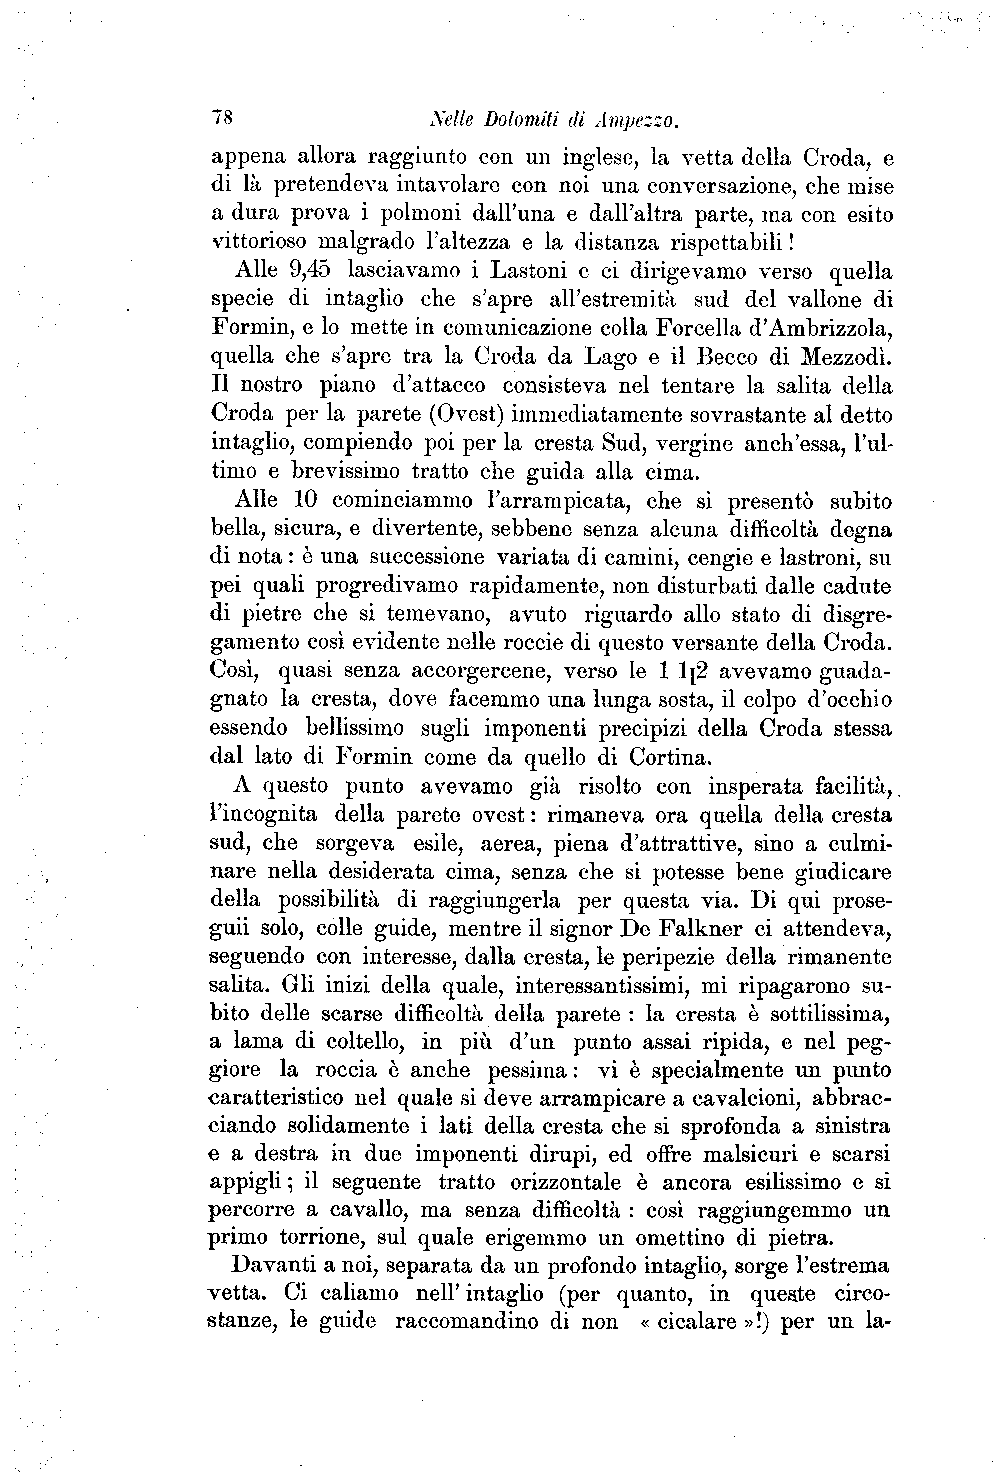 78 Nelle Dolomiti di Ampezzo.
appena allora raggiunto con un inglese, la vetta della Croda, e
di là pretendeva intavolare con noi una conversazione, che mise
a dura prova i polmoni dall'una e dall'altra parte, ma con esito
vittorioso malgrado l'altezza e la distanza rispettabili !
Alle 9,45 lasciavamo i Lastoni e ci dirigevamo verso quella
specie di intaglio che s'apre all'estremità sud del vallone di
Formin, e lo mette in comunicazione colla Forcella d'Ambrizzola,
quella che s'apre tra la Croda da Lago e il Becco di Mezzodì.
Il nostro piano d'attacco consisteva nel tentare la salita della
Croda per la parete (Ovest) immediatamente sovrastante al detto
intaglio, compiendo poi per la cresta Sud, vergine anch'essa, l'ul-
timo e brevissimo tratto che guida alla cima.
Alle 10 cominciammo l'arrampicata, che si presentò subito
bella, sicura, e divertente, sebbene senza alcuna difficoltà degna
di nota : è una successione variata di camini, cengie e lastroni, su
pei quali progredivamo rapidamente, non disturbati dalle cadute
di pietre che si temevano, avuto riguardo allo stato di disgre-
gamento così evidente nelle roccie di questo versante della Croda.
Così, quasi senza accorgercene, verso le 1 1|2 avevamo guada-
gnato la cresta, dove facemmo una lunga sosta, il colpo d'occhio
essendo bellissimo sugli imponenti precipizi della Croda stessa
dal lato di Formin come da quello di Cortina.
A questo punto avevamo già risolto con insperata facilità,
l'incognita della parete ovest : rimaneva ora quella della cresta
sud, che sorgeva esile, aerea, piena d'attrattive, sino a culmi-
nare nella desiderata cima, senza che si potesse bene giudicare
della possibilità di raggiungerla per questa via. Di qui prose-
guii solo, colle guide, mentre il signor De Falkner ci attendeva,
seguendo con interesse, dalla cresta, le peripezie della rimanente
salita. Gli inizi della quale, interessantissimi, mi ripagarono su-
bito delle scarse difficoltà della parete : la cresta è sottilissima,
a lama di coltello, in più d'un punto assai ripida, e nel peg-
giore la roccia è anche pessima : vi è specialmente un punto
caratteristico nel quale si deve arrampicare a cavalcioni, abbrac-
ciando solidamente i lati della cresta che si sprofonda a sinistra
e a destra in due imponenti dirupi, ed offre malsicuri e scarsi
appigli ; il seguente tratto orizzontale è ancora esilissimo e si
percorre a cavallo, ma senza difficoltà : così raggiungemmo un
primo torrione, sul quale erigemmo un omettino di pietra.
Davanti a noi, separata da un profondo intaglio, sorge l'estrema
vetta. Ci caliamo nell' intaglio (per quanto, in queste circo-
stanze, le guide raccomandino di non « cicalare »!) per un la-